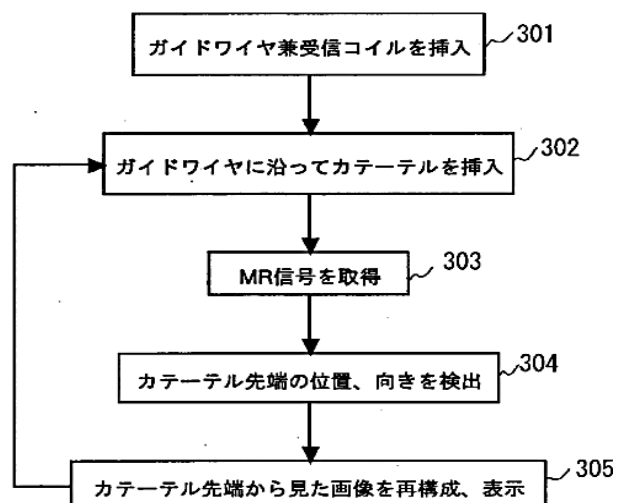 ガイドワイヤ兼受信コイルを挿入
301
ガイドワイヤに沿ってカテーテルを挿入
302
MR信号を取得
303
カテーテル先端の位置、向きを検出
304
カテーテル先端から見た画像を再構成、表示
305